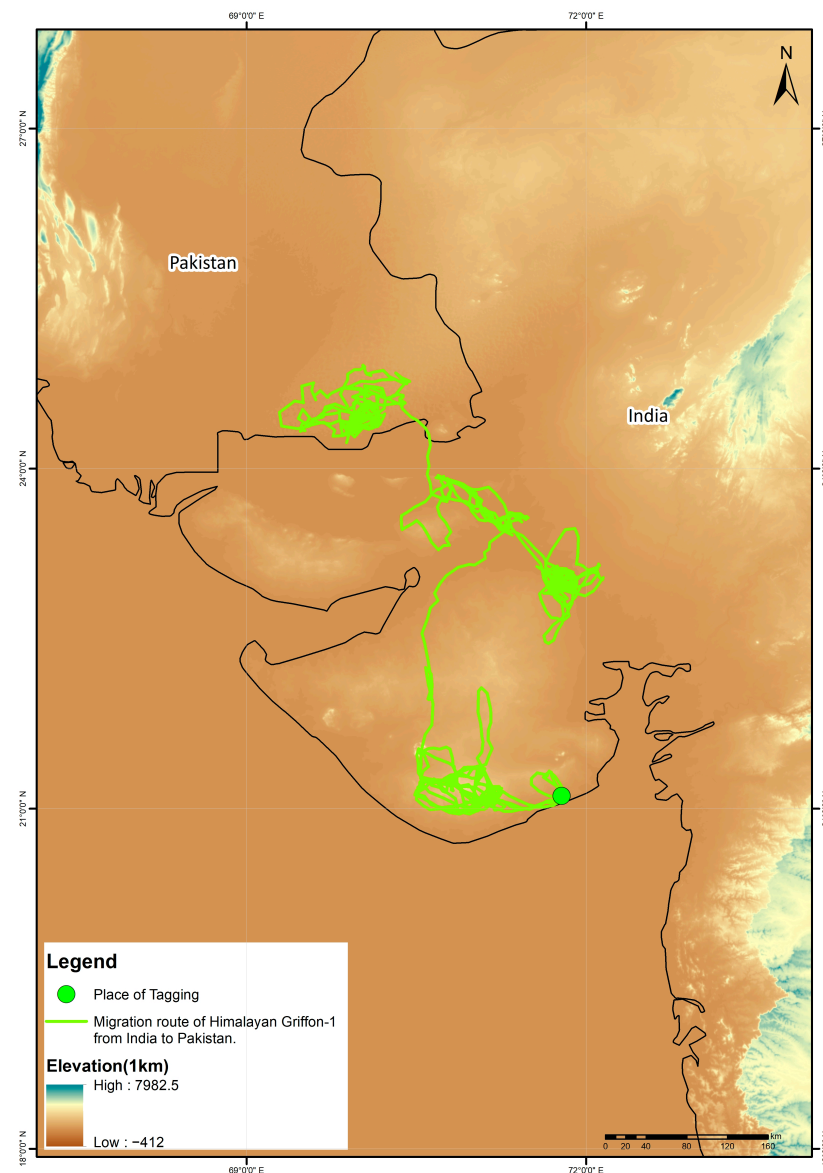 69°0'0" E 72°0'0" E
N
27°0'0" N
Pakistan
India
24°0'0" N
21°0'0" N
Legend
Place of Tagging
Migration route of Himalayan Griffon-1
from India to Pakistan.
Elevation(1km)
High : 7982.5
Low : −412
km
0 20 40 80 120 160
18°0'0" N
69°0'0" E 72°0'0" E